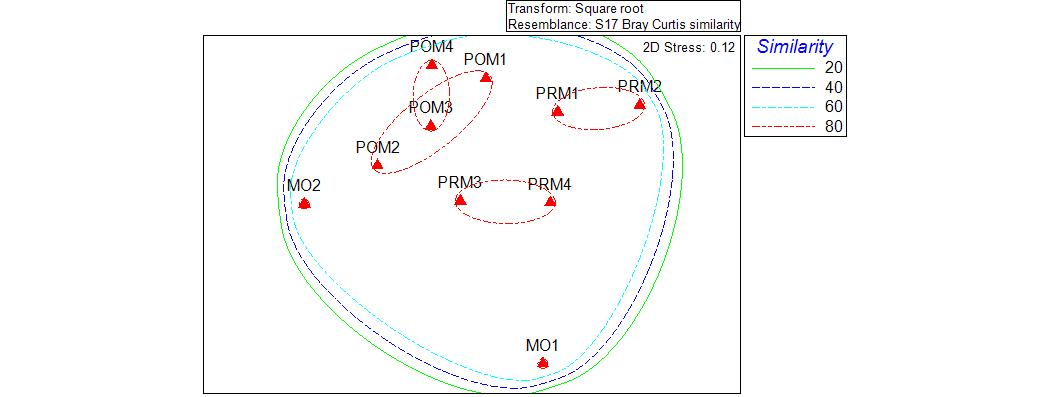 Transform: Square root
Resemblance: S17 Bray Curtis similarity
2D Stress: 0.12
Similarity
20
40
60
80
POM4
POM1
PRM1
PRM2
POM3
POM2
MO2
PRM3
PRM4
MO1